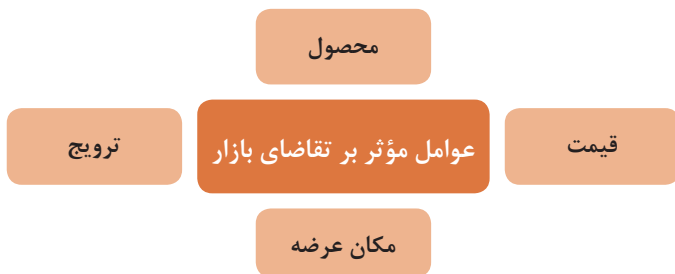 محصول
قیمت
عوامل مؤثر بر تقاضای بازار
ترویج
مکان عرضه